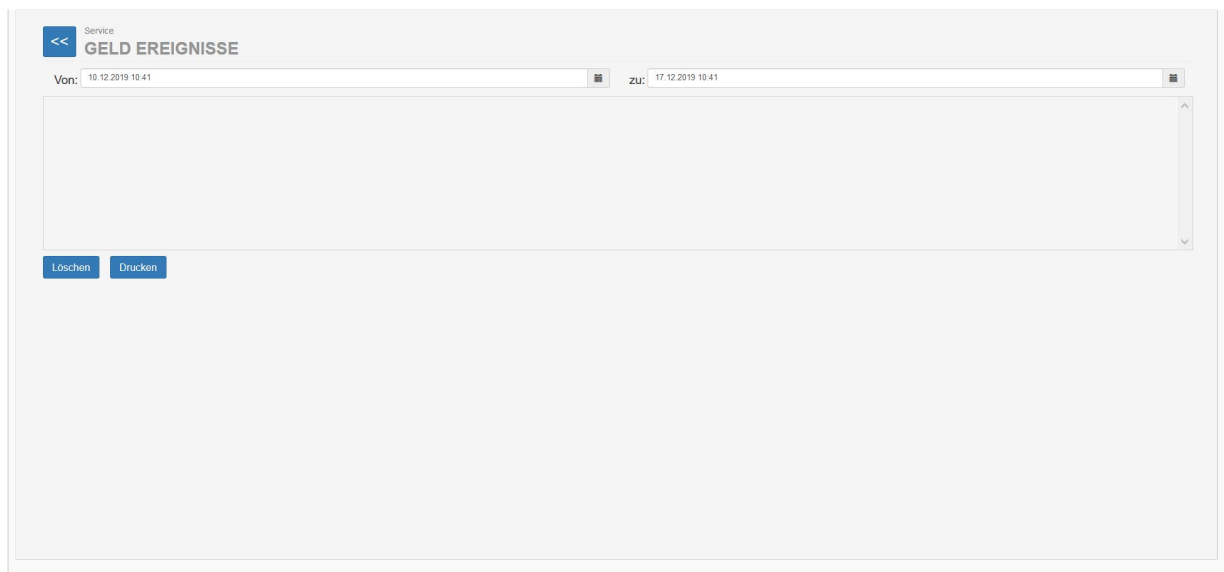 <<
Service
GELD EREIGNISSE
Von: 10.12.2019 10:41 zu: 17.12.2019 10:41
Löschen Drucken